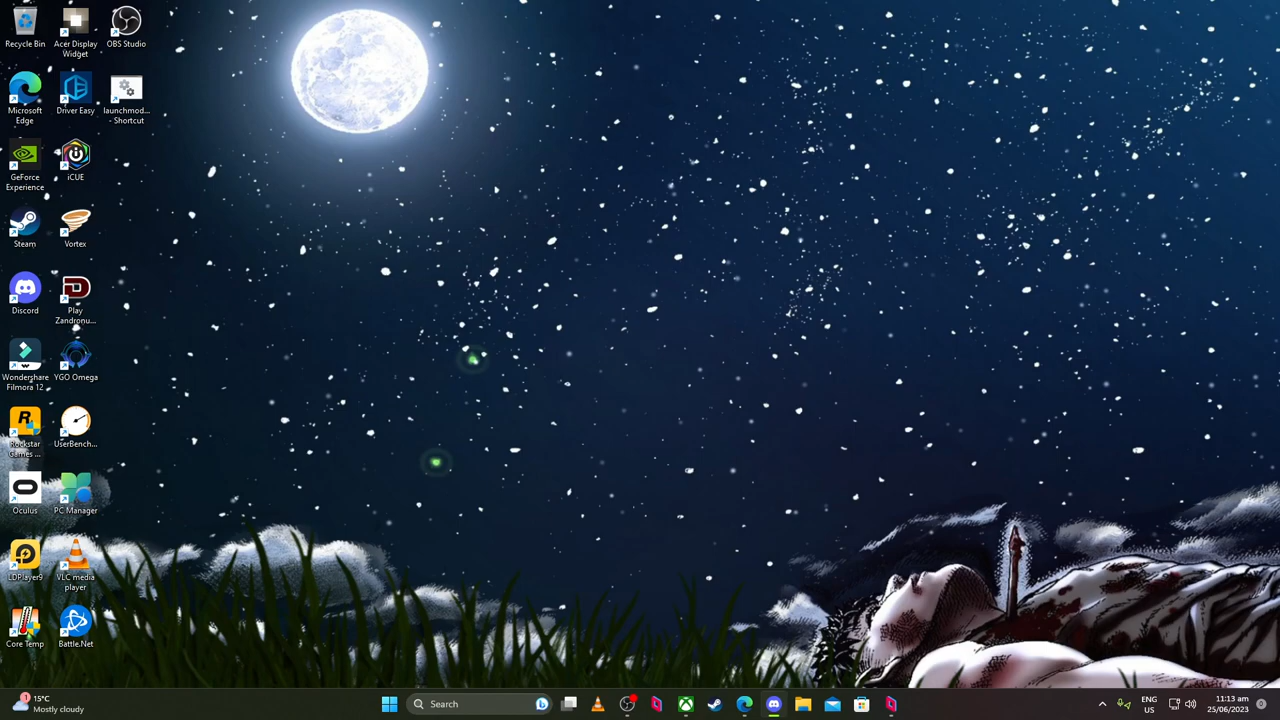 Recycle Bin
Acer Display
Widget
OBS Studio
Microsoft
Edge
Driver Easy
launchmod...
- Shortcut
GeForce
Experience
iCUE
Steam
Vortex
Discord
Play
Zandronu...
Wondershare
Filmora 12
YGO Omega
Rockstar
Games ...
UserBench...
Oculus
PC Manager
LDPlayer9
VLC media
player
Core Temp
Battle.Net
1
15°C
Mostly cloudy
Search
ENG
US
11:13 am
25/06/2023